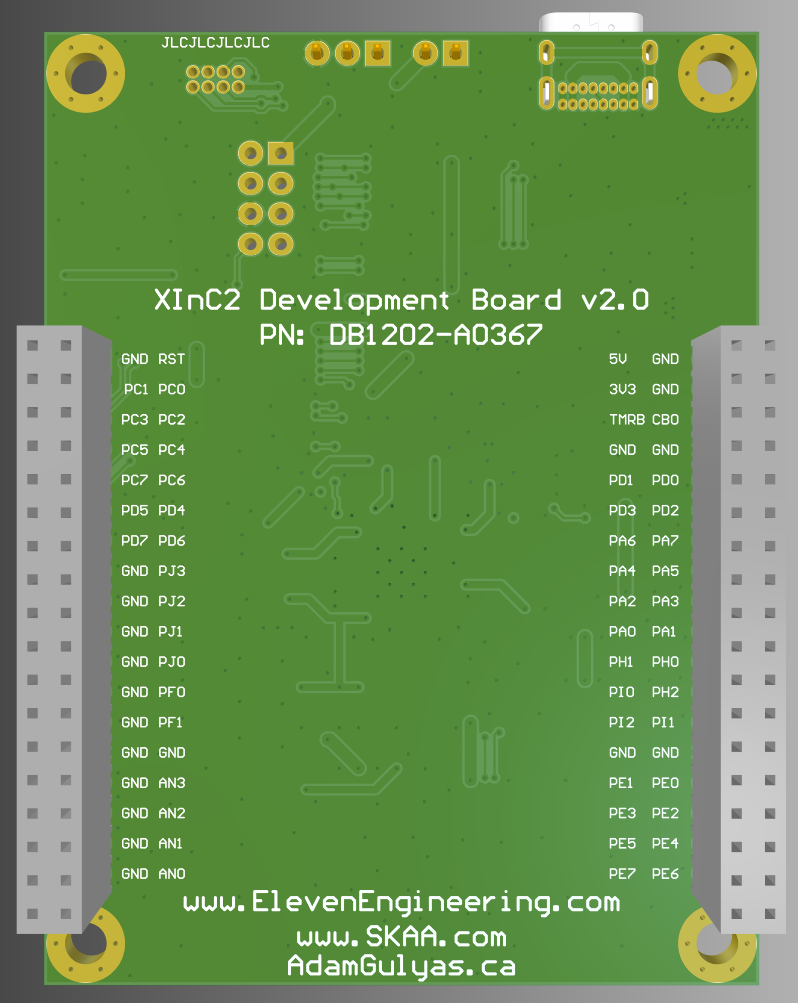 JLCJLCJLCJLC
XInC2 Development Board v2.0
PN: DB1202-A0367
GND RST 5V GND
PC1 PC0 3V3 GND
PC3 PC2 TMRB CB0
PC5 PC4 GND GND
PC7 PC6 PD1 PD0
PD5 PD4 PD3 PD2
PD7 PD6 PA6 PA7
GND PJ3 PA4 PA5
GND PJ2 PA2 PA3
GND PJ1 PA0 PA1
GND PJ0 PH1 PH0
GND PF0 PI0 PH2
GND PF1 PI2 PI1
GND GND GND GND
GND AN3 PE1 PE0
GND AN2 PE3 PE2
GND AN1 PE5 PE4
GND AN0 PE7 PE6
www.ElevenEngineering.com
www.SKAA.com
AdamGulyas.ca